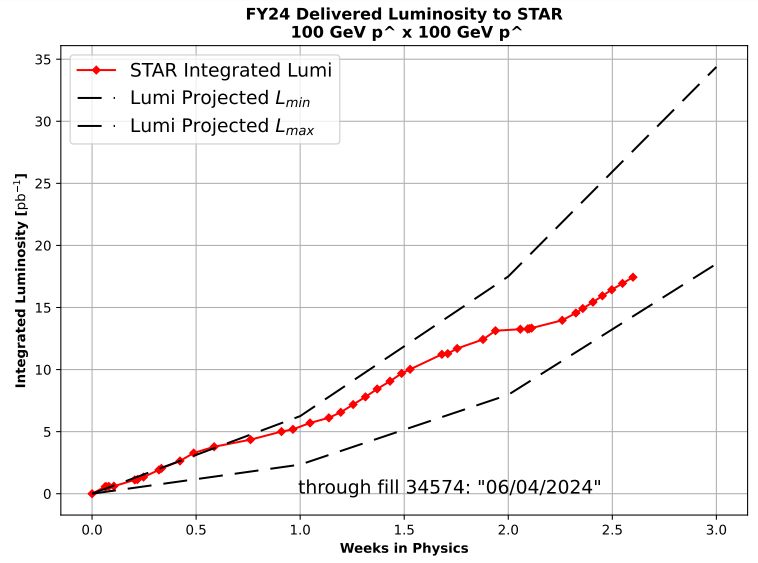 FY24 Delivered Luminosity to STAR
100 GeV p^ x 100 GeV p^
STAR Integrated Lumi
Lumi Projected L_min
Lumi Projected L_max
Integrated Luminosity [pb⁻¹]
35
30
25
20
15
10
5
0
through fill 34574: "06/04/2024"
0.0 0.5 1.0 1.5 2.0 2.5 3.0
Weeks in Physics